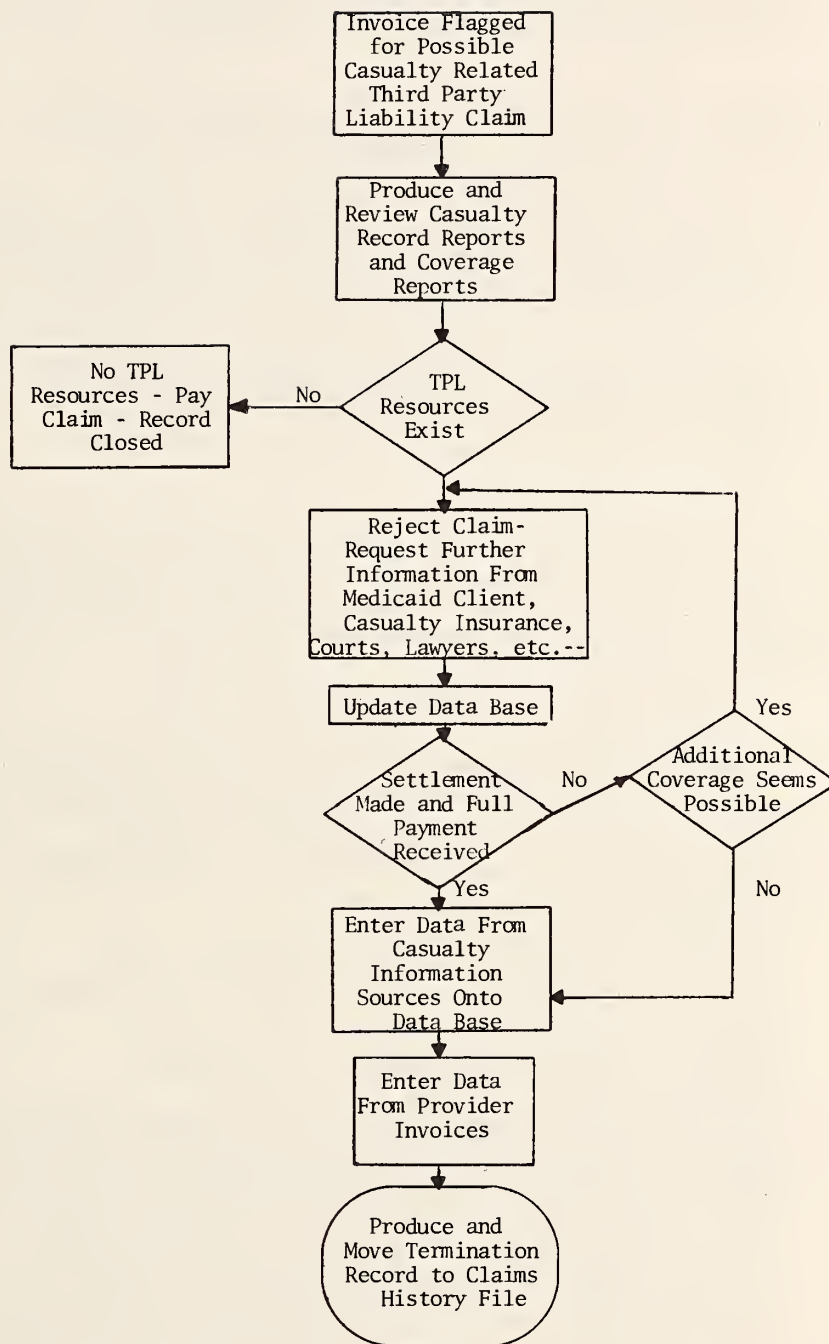 Invoice Flagged
for Possible
Casualty Related
Third Party
Liability Claim
Produce and
Review Casualty
Record Reports
and Coverage
Reports
No TPL
Resources - Pay
Claim - Record
Closed
No
TPL
Resources
Exist
Reject Claim-
Request Further
Information From
Medicaid Client,
Casualty Insurance,
Courts, Lawyers, etc.--
Update Data Base
Yes
Settlement
Made and Full
Payment
Received
No
Additional
Coverage Seems
Possible
Yes
No
Enter Data From
Casualty
Information
Sources Onto
Data Base
Enter Data
From Provider
Invoices
Produce and
Move Termination
Record to Claims
History File